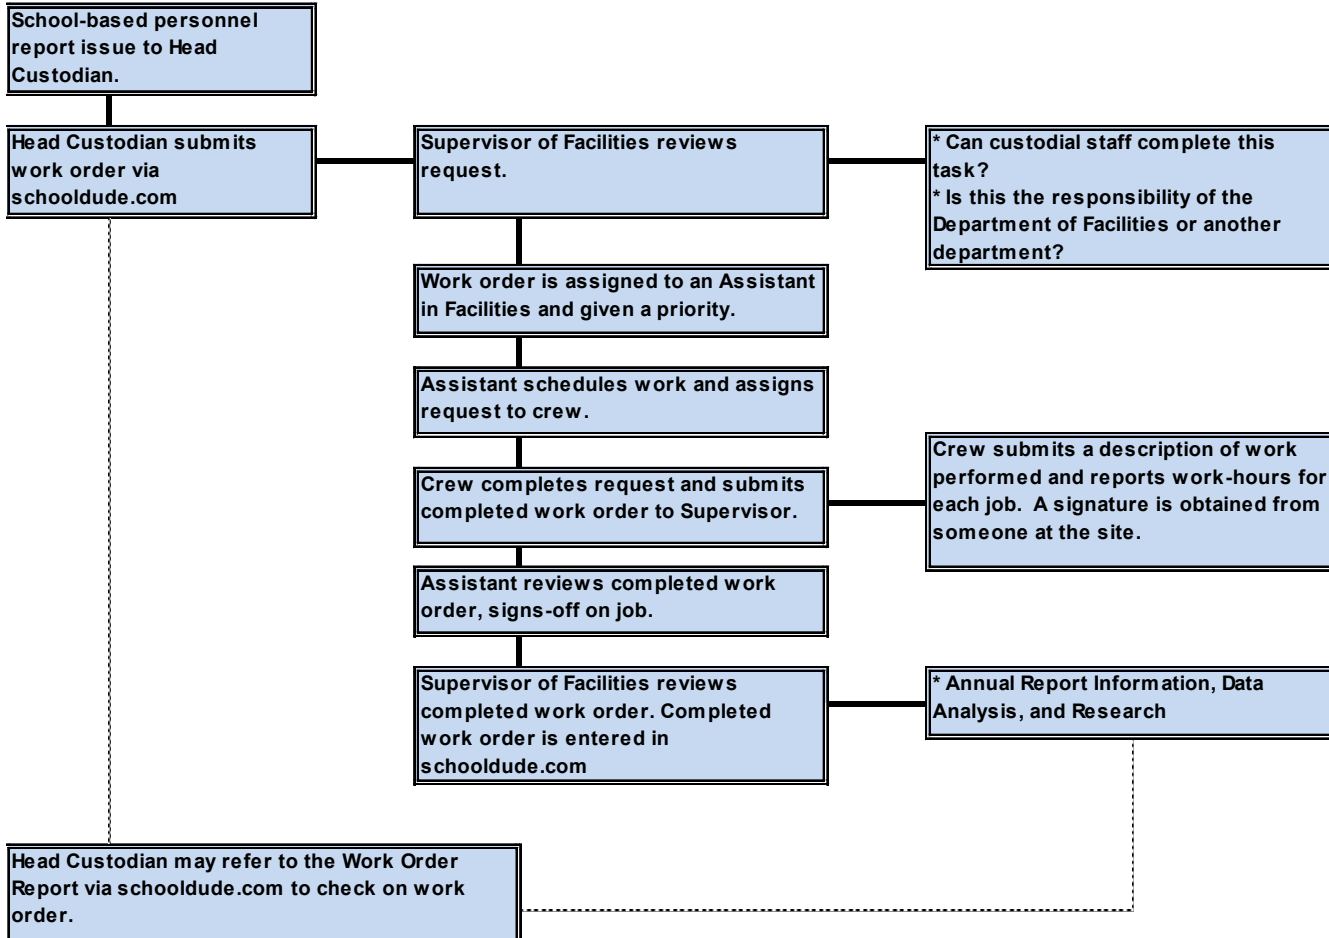 School-based personnel
report issue to Head
Custodian.
Head Custodian submits
work order via
schooldude.com
Supervisor of Facilities reviews
request.
* Can custodial staff complete this
task?
* Is this the responsibility of the
Department of Facilities or another
department?
Work order is assigned to an Assistant
in Facilities and given a priority.
Assistant schedules work and assigns
request to crew.
Crew completes request and submits
completed work order to Supervisor.
Crew submits a description of work
performed and reports work-hours for
each job.  A signature is obtained from
someone at the site.
Assistant reviews completed work
order, signs-off on job.
Supervisor of Facilities reviews
completed work order. Completed
work order is entered in
schooldude.com
* Annual Report Information, Data
Analysis, and Research
Head Custodian may refer to the Work Order
Report via schooldude.com to check on work
order.